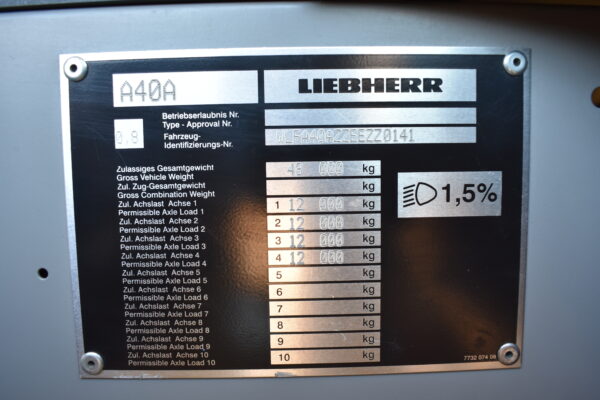 A40A LIEBHERR
Betriebserlaubnis Nr.
Type - Approval Nr.
0.8 Fahrzeug-
Identifizierungs-Nr.
Zulassiges Gesamtgewicht 48 000 kg
Gross Vehicle Weight
Zul. Zug-Gesamtgewicht kg
Gross Combination Weight
Zul. Achslast Achse 1 1 12 000 kg
Permissible Axle Load 1
Zul. Achslast Achse 2 2 12 000 kg
Permissible Axle Load 2
Zul. Achslast Achse 3 3 12 000 kg
Permissible Axle Load 3
Zul. Achslast Achse 4 4 12 000 kg
Permissible Axle Load 4
Zul. Achslast Achse 5 5 kg
Permissible Axle Load 5
Zul. Achslast Achse 6 6 kg
Permissible Axle Load 6
Zul. Achslast Achse 7 7 kg
Permissible Axle Load 7
Zul. Achslast Achse 8 8 kg
Permissible Axle Load 8
Zul. Achslast Achse 9 9 kg
Permissible Axle Load 9
Zul. Achslast Achse 10 10 kg
Permissible Axle Load 10
1,5%
7732 074 08